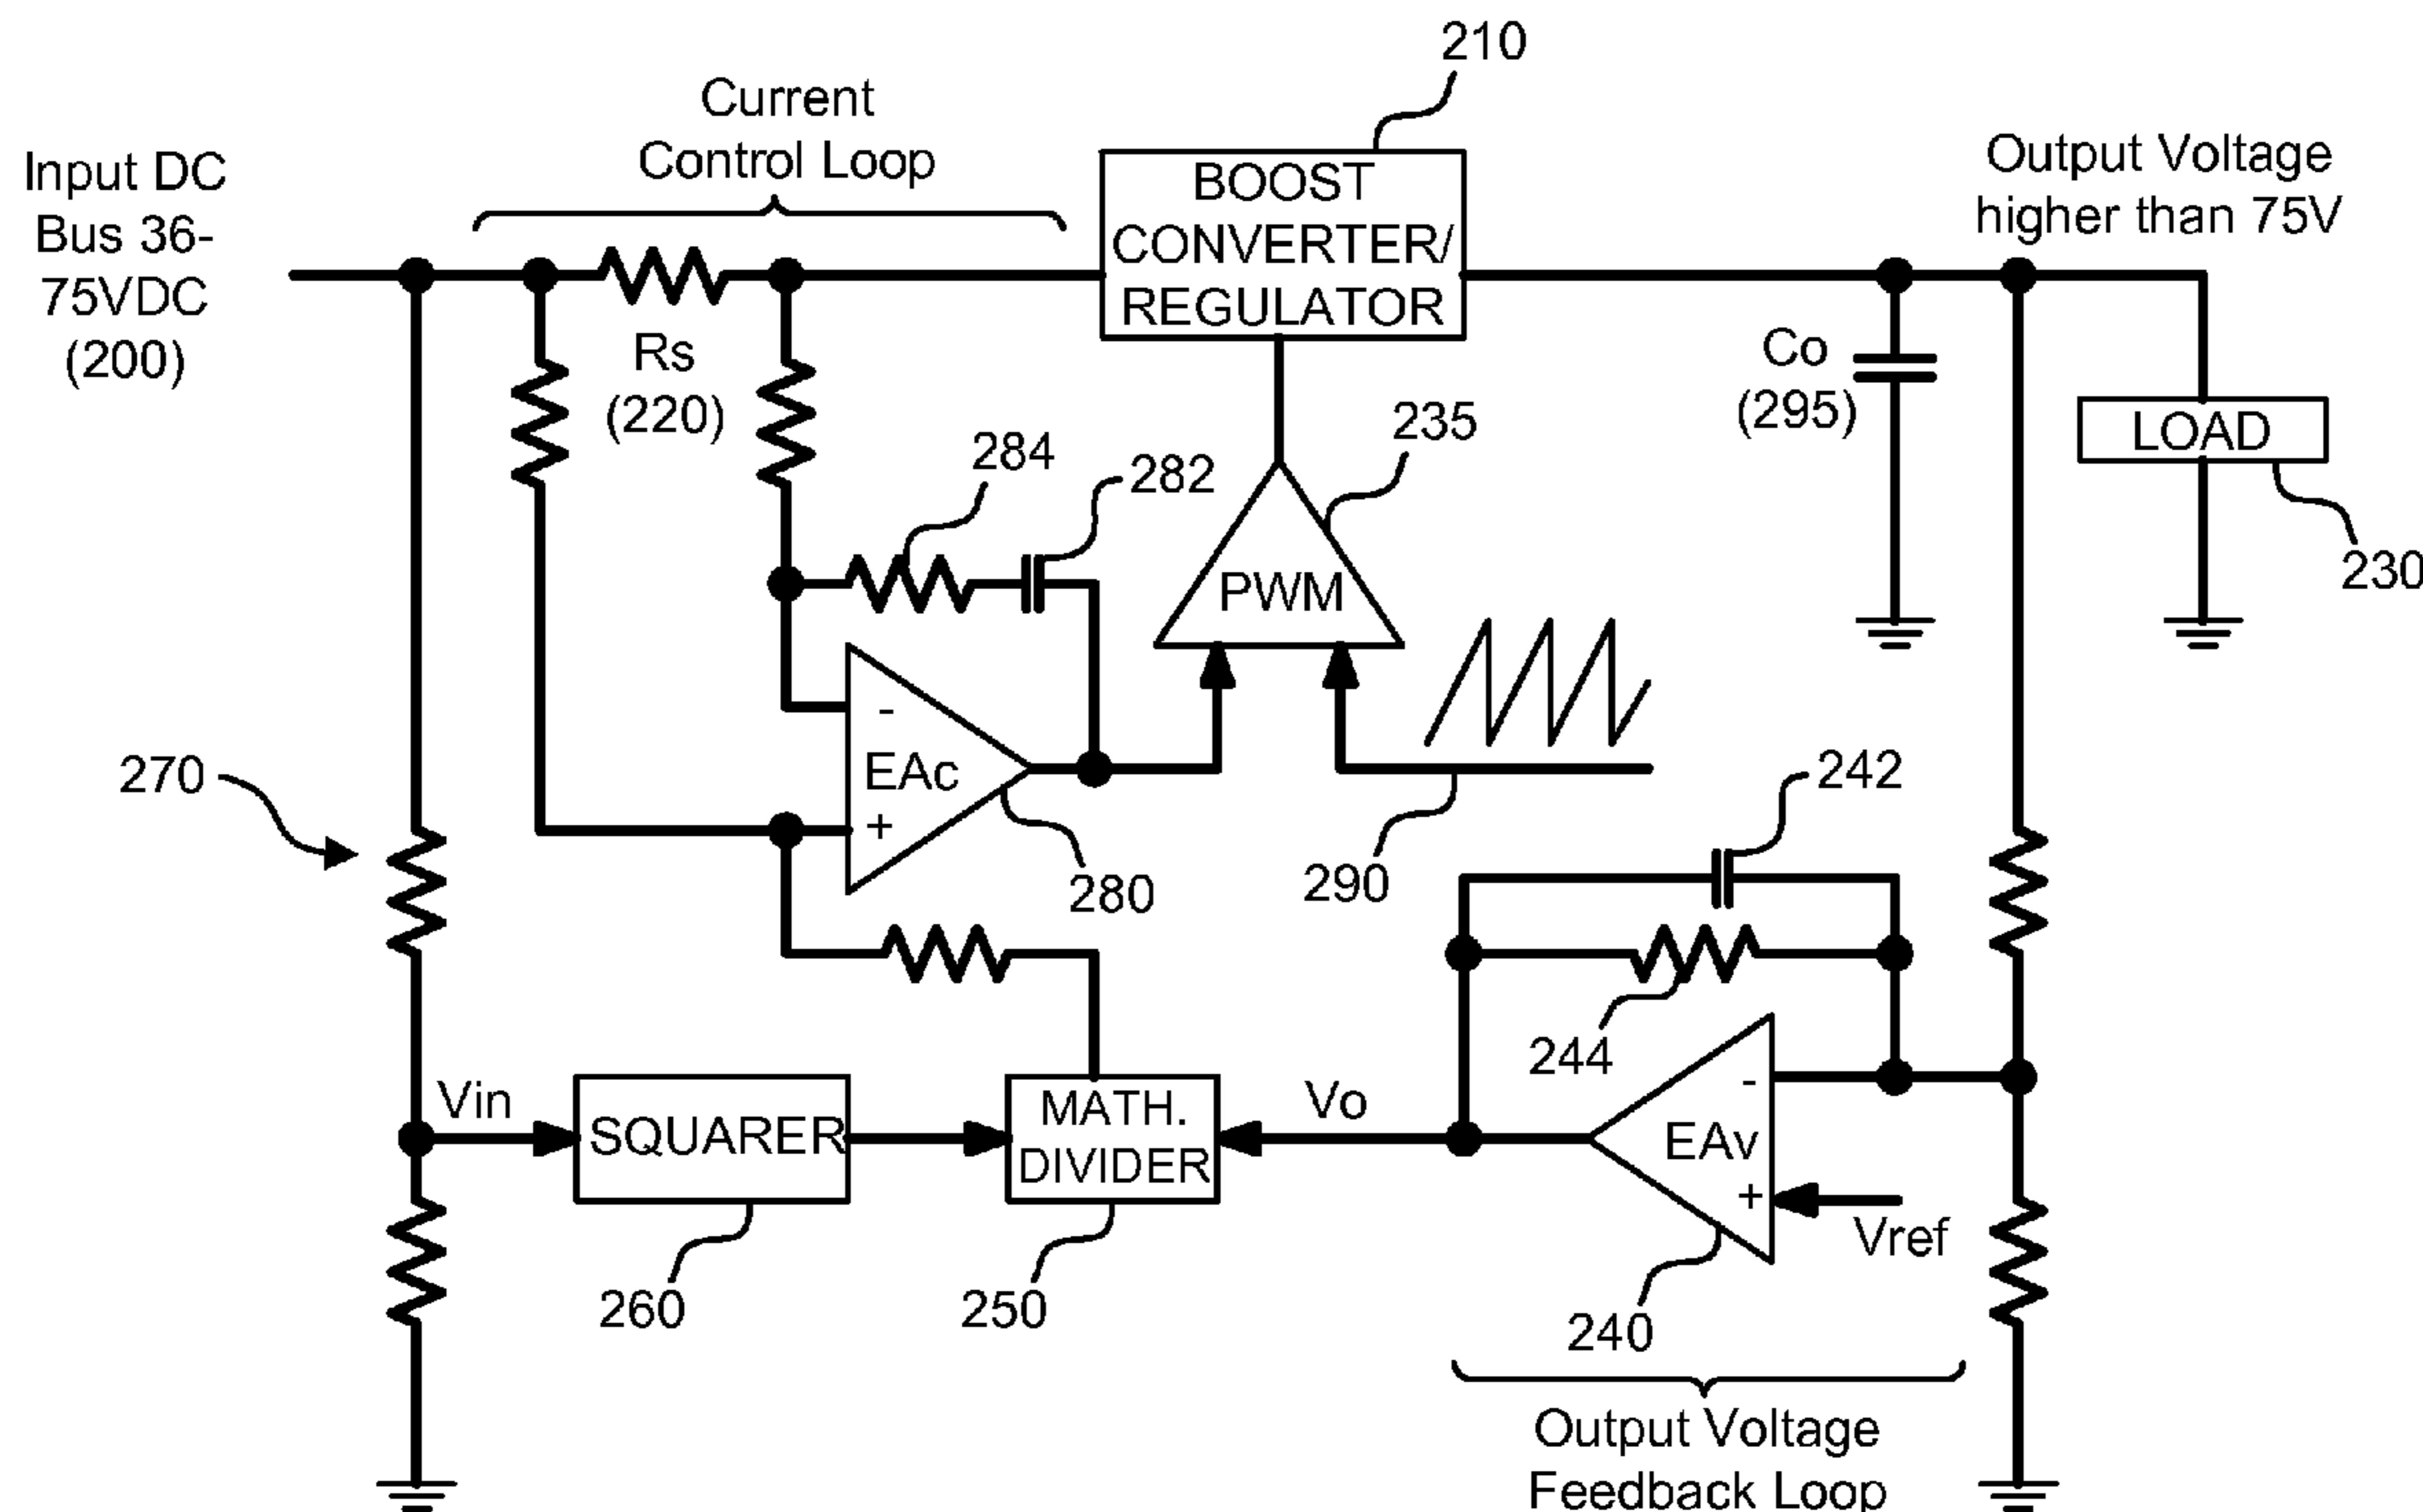 210
Current
Control Loop
Input DC
Bus 36-
75VDC
(200)
BOOST
CONVERTER/
REGULATOR
Output Voltage
higher than 75V
Rs
(220)
Co
(295)
235
LOAD
284
282
230
PWM
-
EAc
+
270
242
280
290
244
Vin
SQUARER
MATH.
DIVIDER
Vo
-
EAv
+
Vref
260
250
240
Output Voltage
Feedback Loop